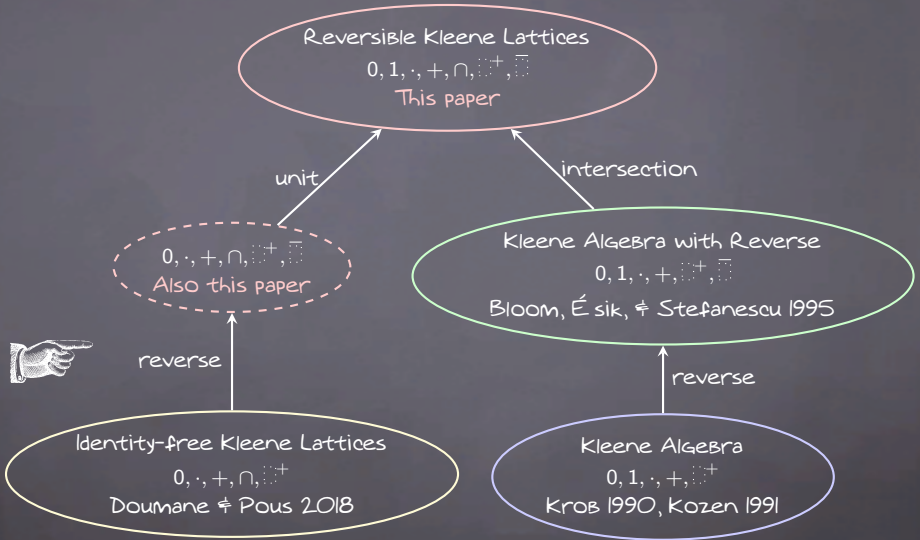 Reversible Kleene Lattices
0, 1, ·, +, ∩, ⬚⁺, ⬚̅
This paper
unit
intersection
0, ·, +, ∩, ⬚⁺, ⬚̅
Also this paper
Kleene Algebra with Reverse
0, 1, ·, +, ⬚⁺, ⬚̅
Bloom, É sik, & Stefanescu 1995
reverse
reverse
Identity-free Kleene Lattices
0, ·, +, ∩, ⬚⁺
Doumane & Pous 2018
Kleene Algebra
0, 1, ·, +, ⬚⁺
Krob 1990, Kozen 1991